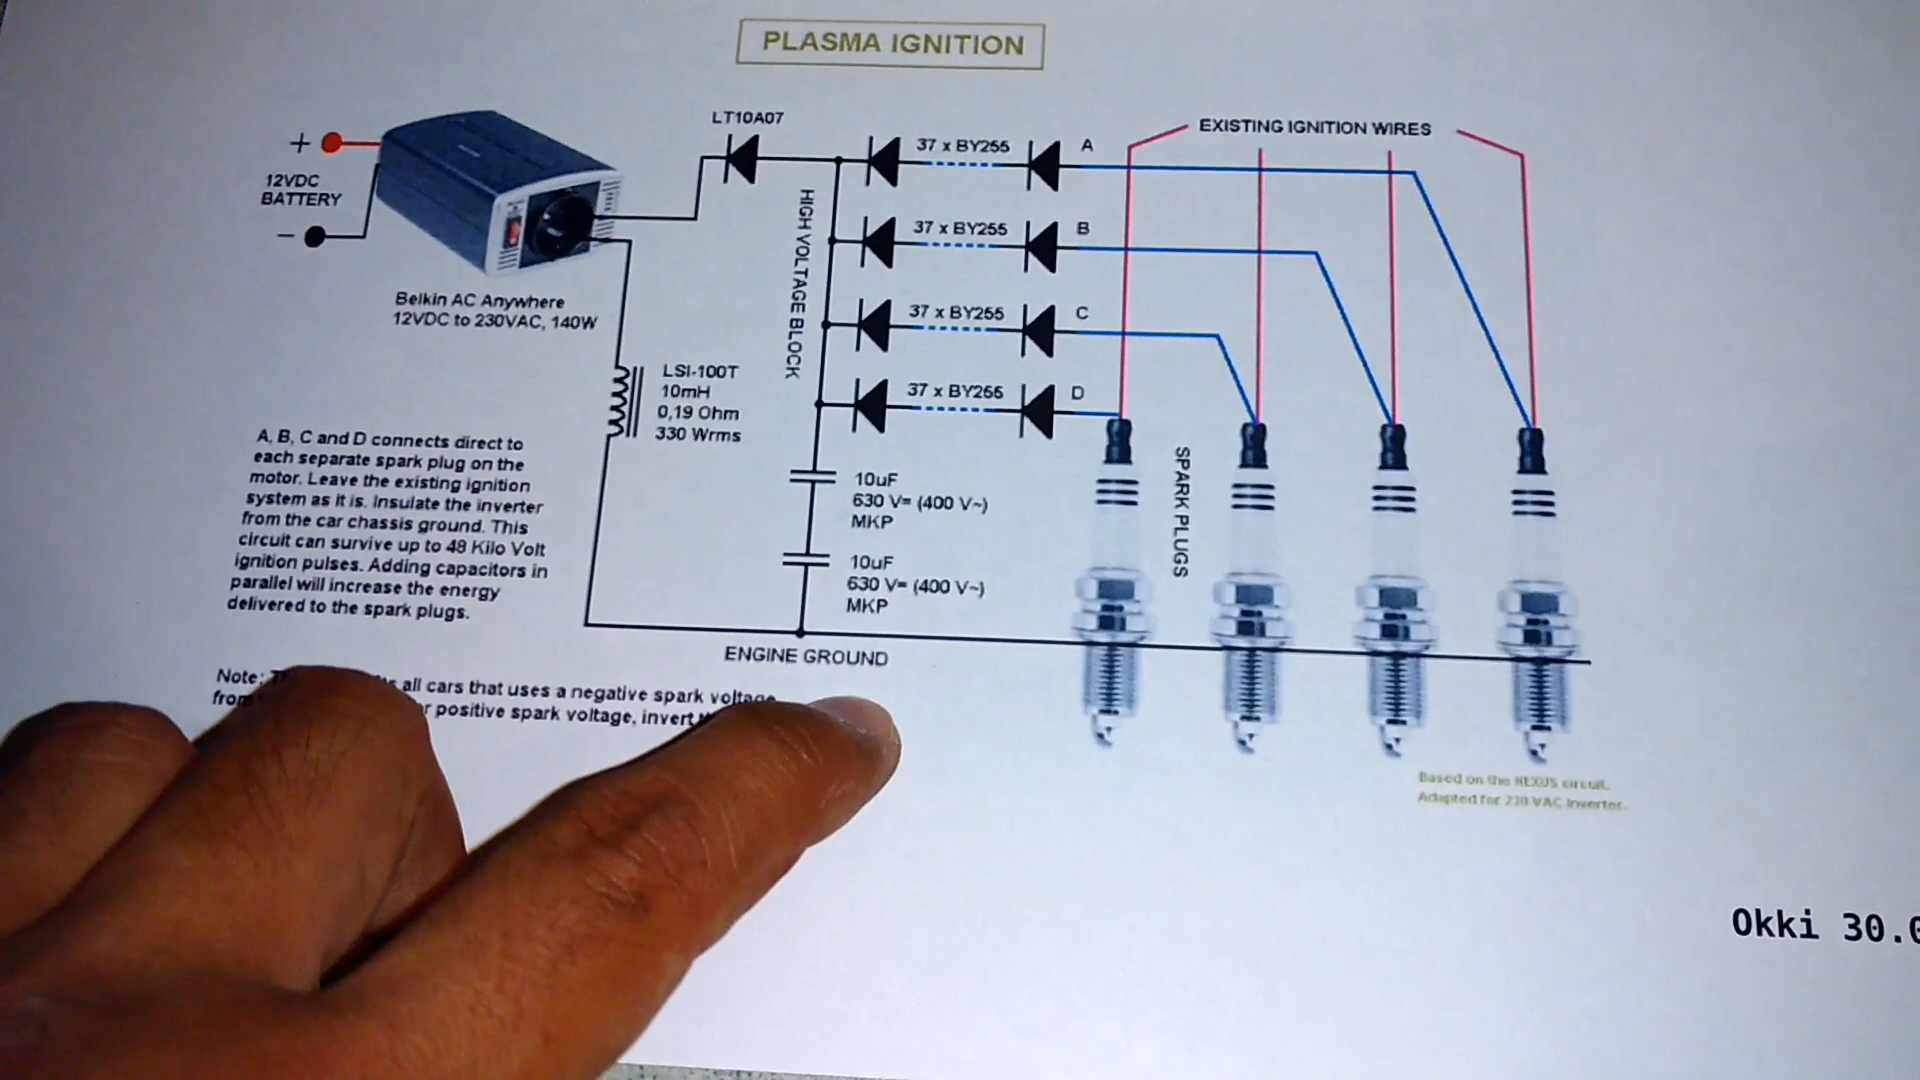 PLASMA IGNITION
LT10A07
EXISTING IGNITION WIRES
+
12VDC
BATTERY
−
37 x BY255
A
37 x BY255
B
37 x BY255
C
37 x BY255
D
HIGH VOLTAGE BLOCK
Belkin AC Anywhere
12VDC to 230VAC, 140W
LSI-100T
10mH
0,19 Ohm
330 Wrms
A, B, C and D connects direct to
each separate spark plug on the
motor. Leave the existing ignition
system as it is. Insulate the inverter
from the car chassis ground. This
circuit can survive up to 48 Kilo Volt
ignition pulses. Adding capacitors in
parallel will increase the energy
delivered to the spark plugs.
10uF
630 V= (400 V~)
MKP
10uF
630 V= (400 V~)
MKP
SPARK PLUGS
ENGINE GROUND
Note: all cars that uses a negative spark voltage
from positive spark voltage, invert
Based on the NEXUS circuit.
Adapted for 230 VAC Inverter.
Okki 30.0